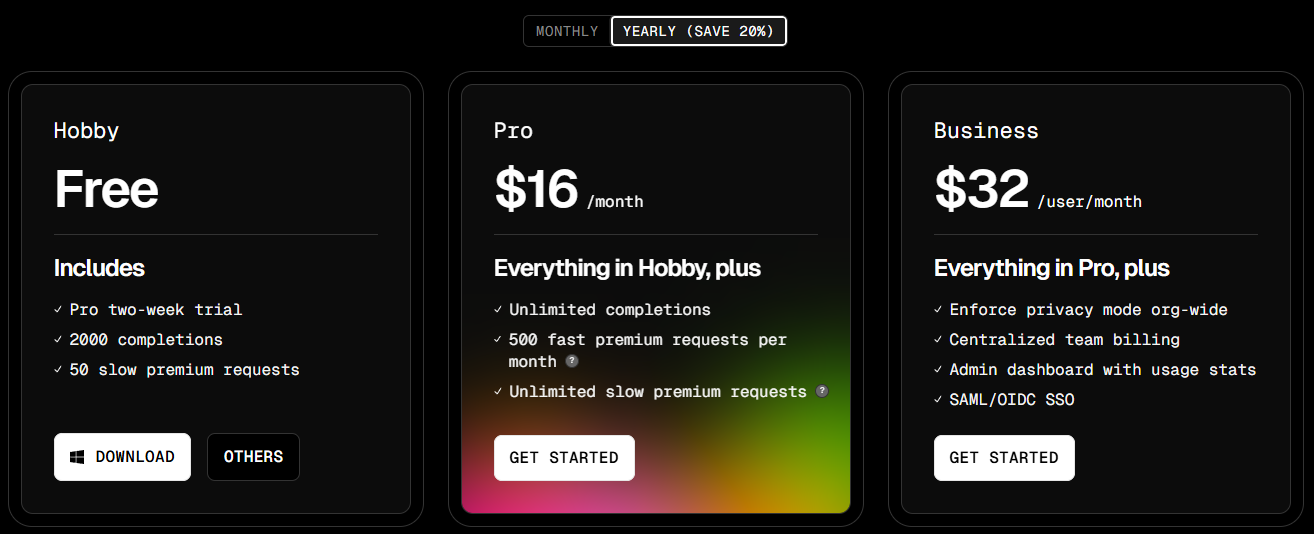 MONTHLY YEARLY (SAVE 20%)
Hobby
Free
Includes
✓ Pro two-week trial
✓ 2000 completions
✓ 50 slow premium requests
DOWNLOAD OTHERS
Pro
$16 /month
Everything in Hobby, plus
✓ Unlimited completions
✓ 500 fast premium requests per
month ?
✓ Unlimited slow premium requests ?
GET STARTED
Business
$32 /user/month
Everything in Pro, plus
✓ Enforce privacy mode org-wide
✓ Centralized team billing
✓ Admin dashboard with usage stats
✓ SAML/OIDC SSO
GET STARTED